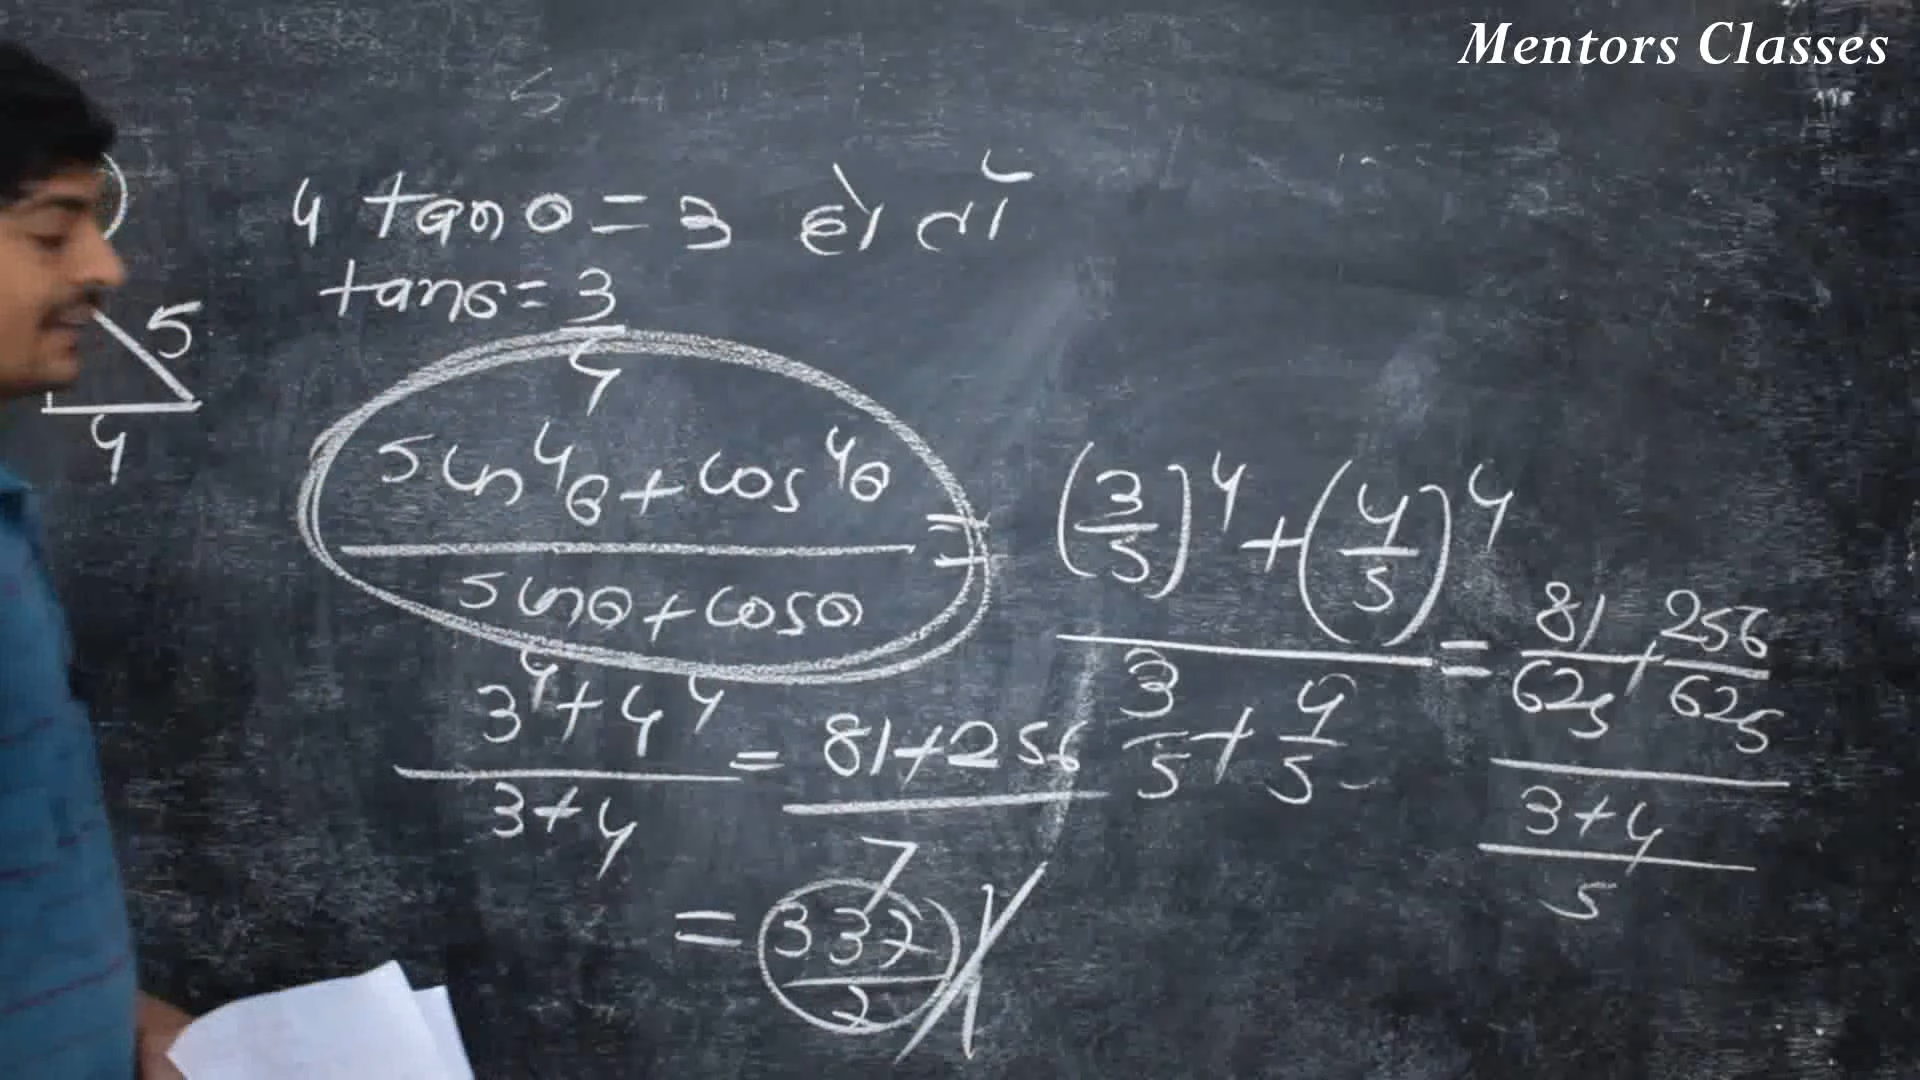 Mentors Classes
4 tanθ = 3 हो तो
tanθ = 3/4
5
4
sin⁴θ + cos⁴θ / sinθ + cosθ = (3/5)⁴ + (4/5)⁴ / 3/5 + 4/5 = 81/625 + 256/625 / 3+4/5
3⁴ + 4⁴ / 3+4 = 81+256 / 7
= 337/7